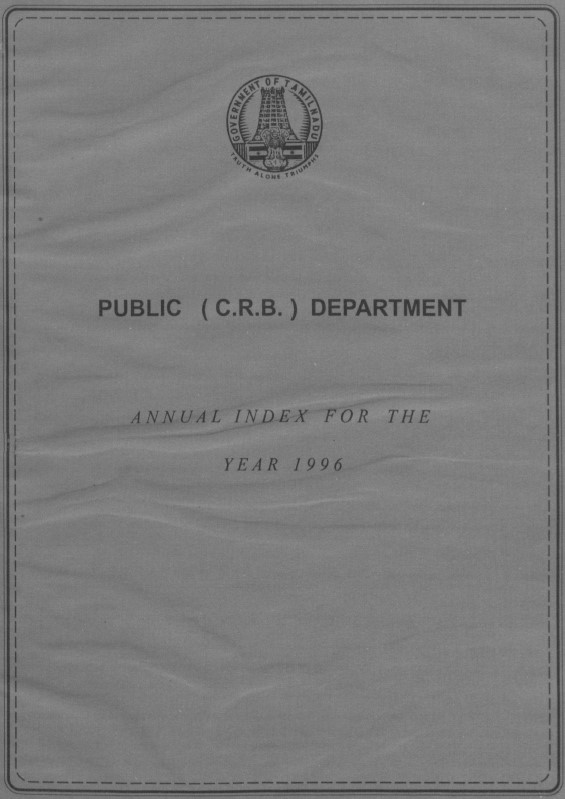 GOVERNMENT OF TAMILNADU
TRUTH ALONE TRIUMPHS
PUBLIC ( C.R.B. ) DEPARTMENT
ANNUAL INDEX FOR THE
YEAR 1996